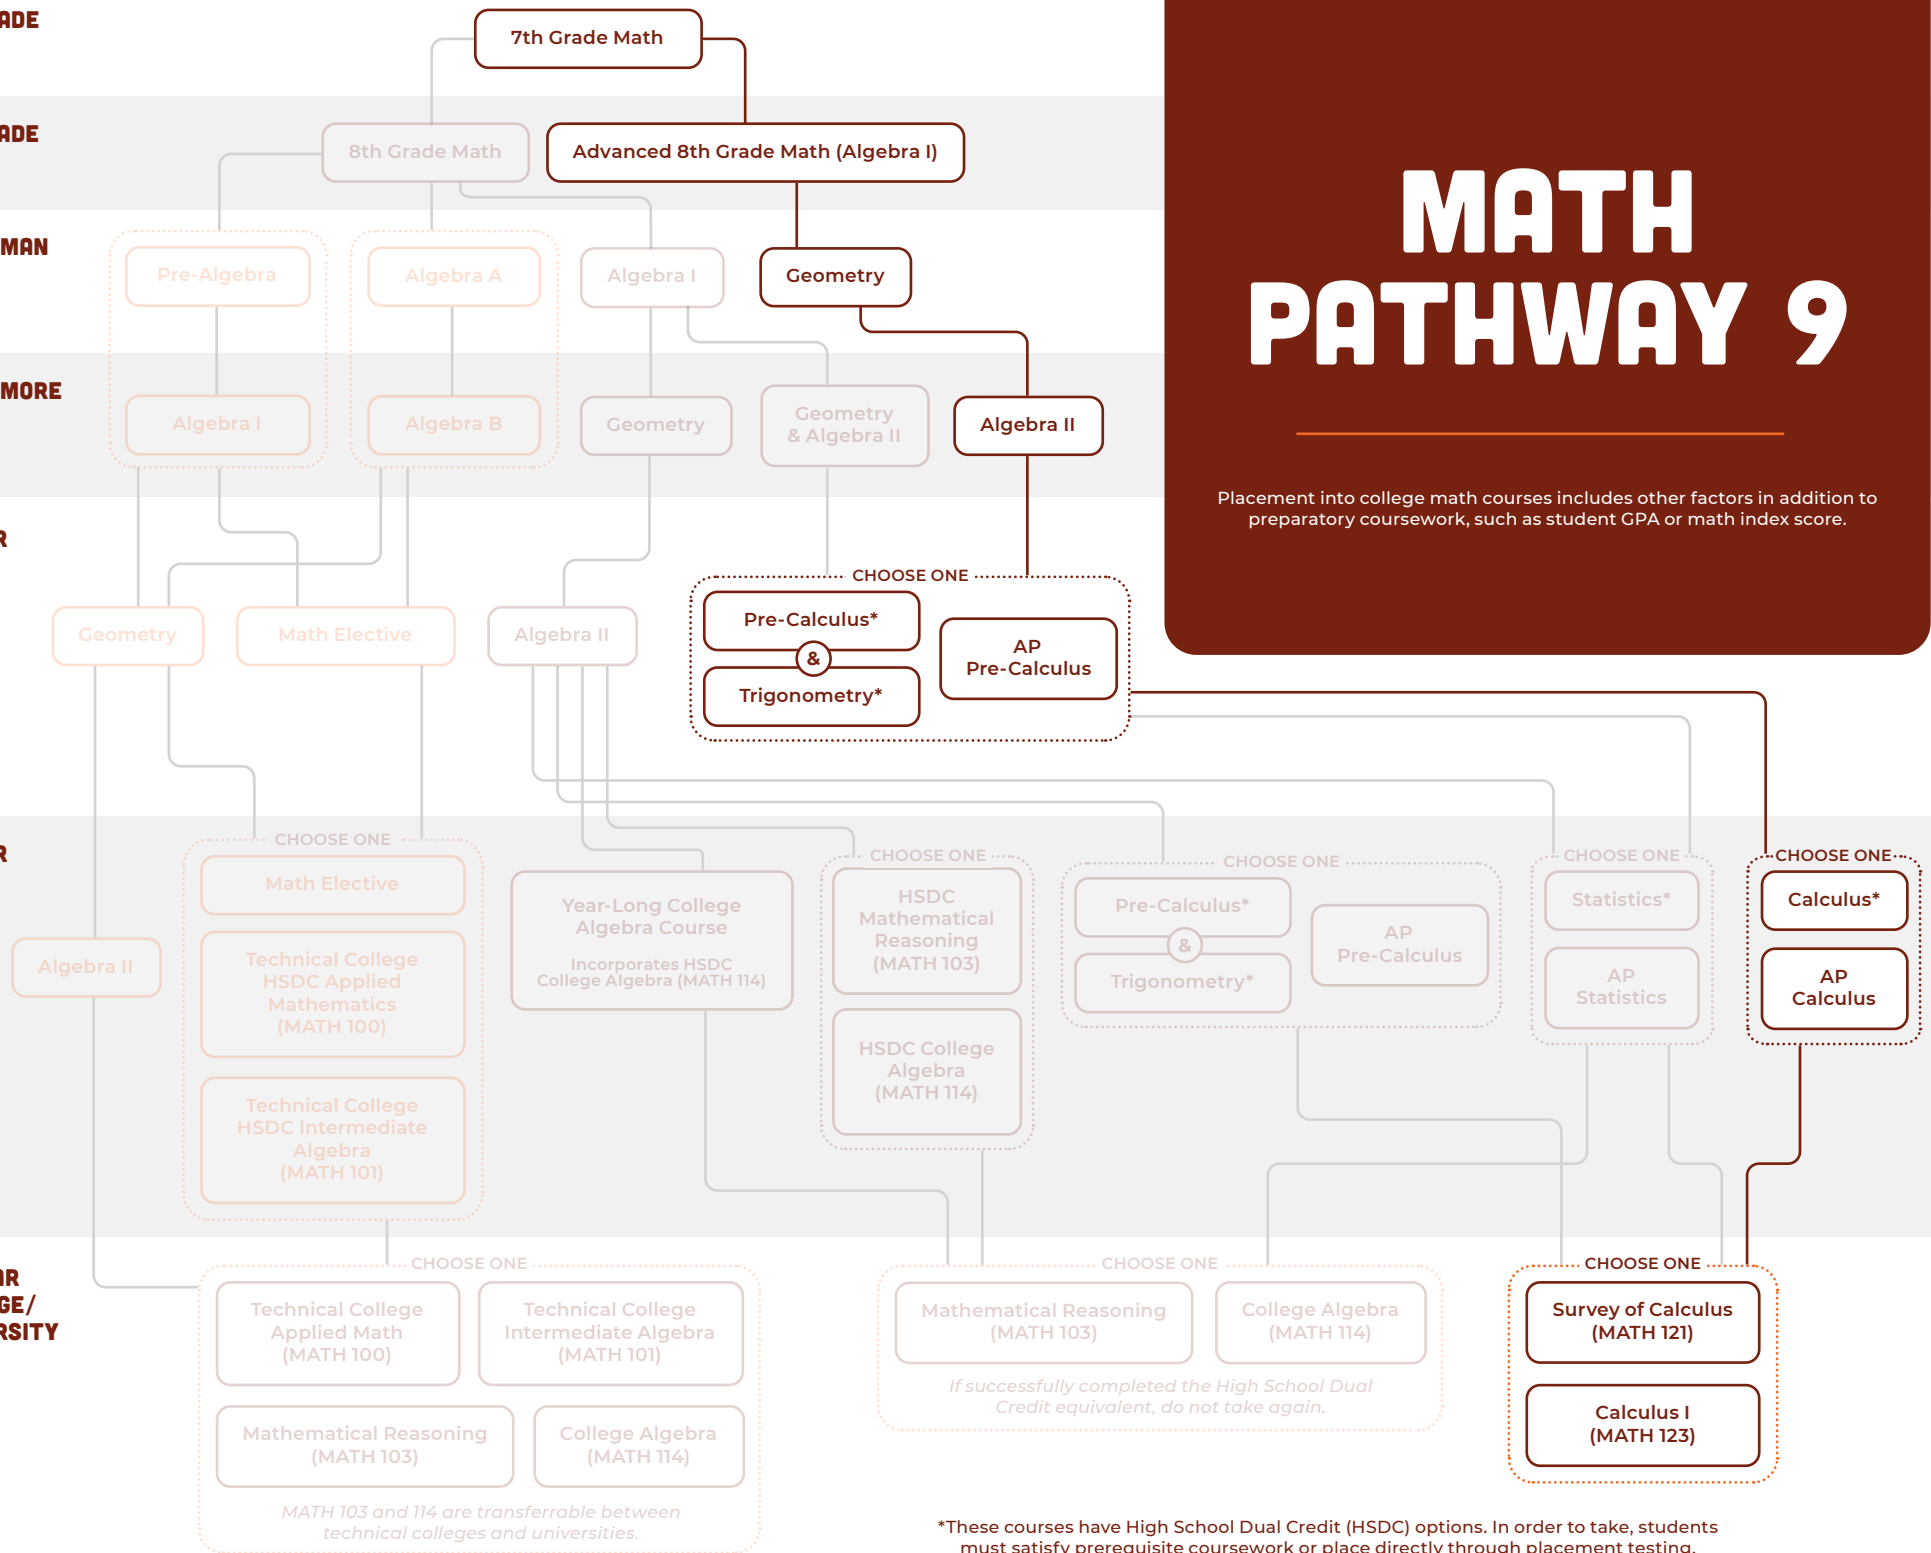 ADE
7th Grade Math
MATH
PATHWAY 9
Placement into college math courses includes other factors in addition to
preparatory coursework, such as student GPA or math index score.
ADE
8th Grade Math
Advanced 8th Grade Math (Algebra I)
MAN
Pre-Algebra
Algebra A
Algebra I
Geometry
MORE
Algebra I
Algebra B
Geometry
Geometry
& Algebra II
Algebra II
R
Geometry
Math Elective
Algebra II
CHOOSE ONE
Pre-Calculus*
&
Trigonometry*
AP
Pre-Calculus
R
Algebra II
CHOOSE ONE
Math Elective
Technical College
HSDC Applied
Mathematics
(MATH 100)
Technical College
HSDC Intermediate
Algebra
(MATH 101)
Year-Long College
Algebra Course
Incorporates HSDC
College Algebra (MATH 114)
CHOOSE ONE
HSDC
Mathematical
Reasoning
(MATH 103)
HSDC College
Algebra
(MATH 114)
CHOOSE ONE
Pre-Calculus*
&
Trigonometry*
AP
Pre-Calculus
CHOOSE ONE
Statistics*
AP
Statistics
CHOOSE ONE
Calculus*
AP
Calculus
AR
GE/
RSITY
CHOOSE ONE
Technical College
Applied Math
(MATH 100)
Technical College
Intermediate Algebra
(MATH 101)
Mathematical Reasoning
(MATH 103)
College Algebra
(MATH 114)
MATH 103 and 114 are transferrable between
technical colleges and universities.
CHOOSE ONE
Mathematical Reasoning
(MATH 103)
College Algebra
(MATH 114)
If successfully completed the High School Dual
Credit equivalent, do not take again.
CHOOSE ONE
Survey of Calculus
(MATH 121)
Calculus I
(MATH 123)
*These courses have High School Dual Credit (HSDC) options. In order to take, students
must satisfy prerequisite coursework or place directly through placement testing.